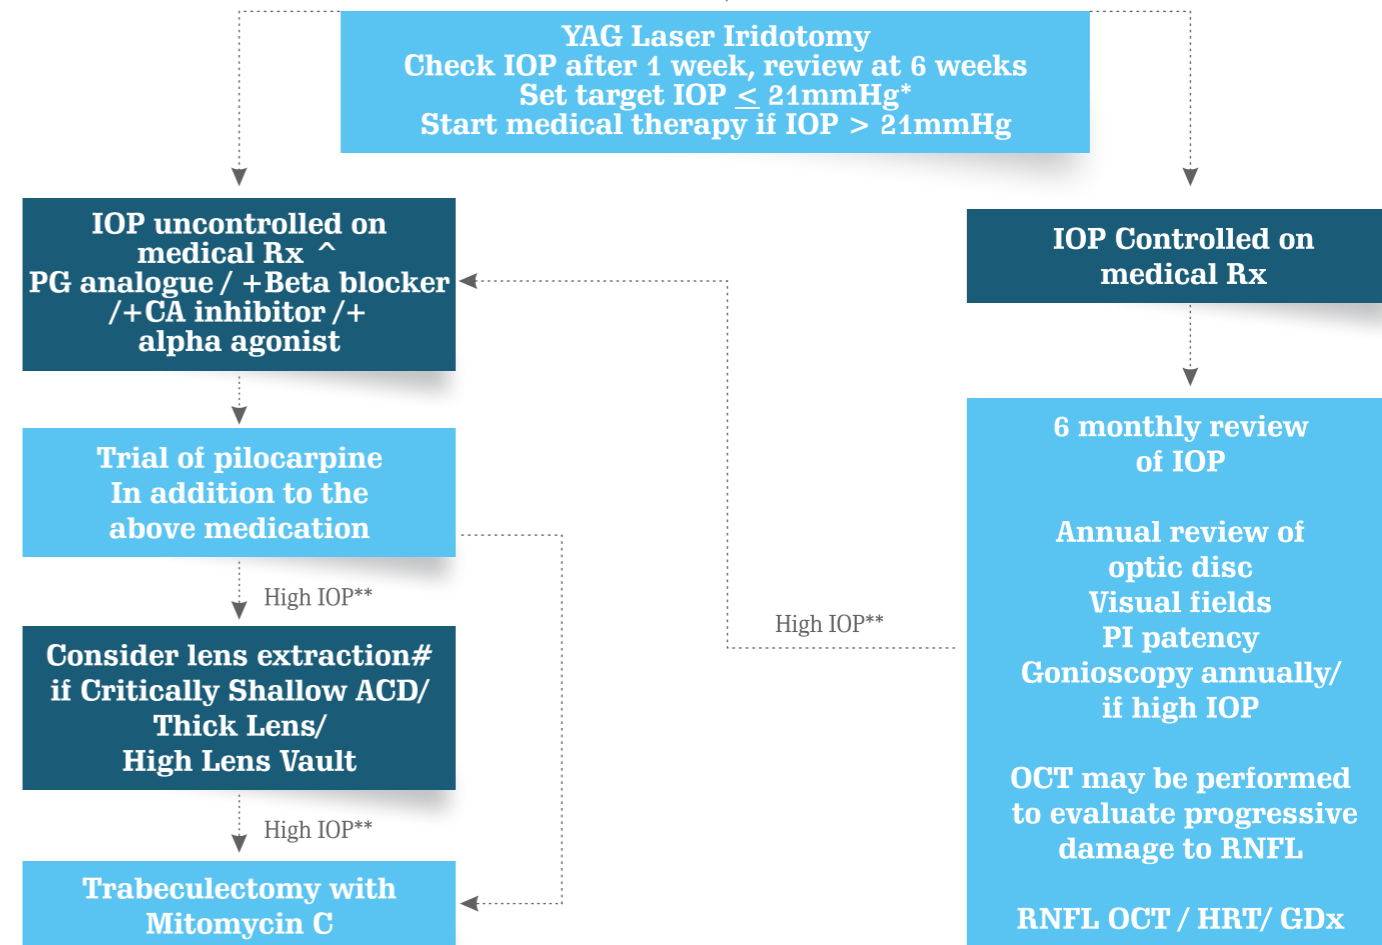 YAG Laser Iridotomy
Check IOP after 1 week, review at 6 weeks
Set target IOP ≤ 21mmHg*
Start medical therapy if IOP > 21mmHg
IOP uncontrolled on
medical Rx ^
PG analogue / +Beta blocker
/+CA inhibitor /+
alpha agonist
IOP Controlled on
medical Rx
Trial of pilocarpine
In addition to the
above medication
High IOP**
Consider lens extraction#
if Critically Shallow ACD/
Thick Lens/
High Lens Vault
High IOP**
Trabeculectomy with
Mitomycin C
High IOP**
6 monthly review
of IOP
Annual review of
optic disc
Visual fields
PI patency
Gonioscopy annually/
if high IOP
OCT may be performed
to evaluate progressive
damage to RNFL
RNFL OCT / HRT/ GDx